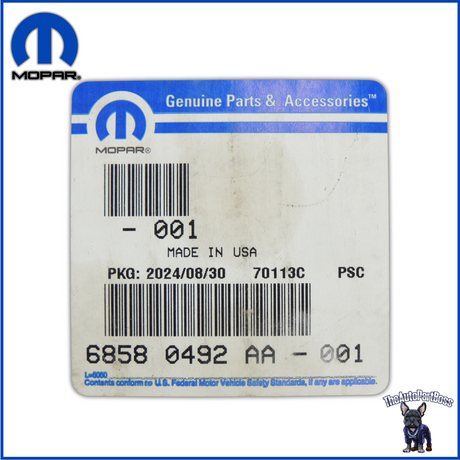 MOPAR®
Genuine Parts & Accessories™
MOPAR®
- 001
MADE IN USA
PKG: 2024/08/30 70113C PSC
6858 0492 AA - 001
L=6060
Contents conform to U.S. Federal Motor Vehicle Safety Standards, if any are applicable.
TheAutoPartBoss